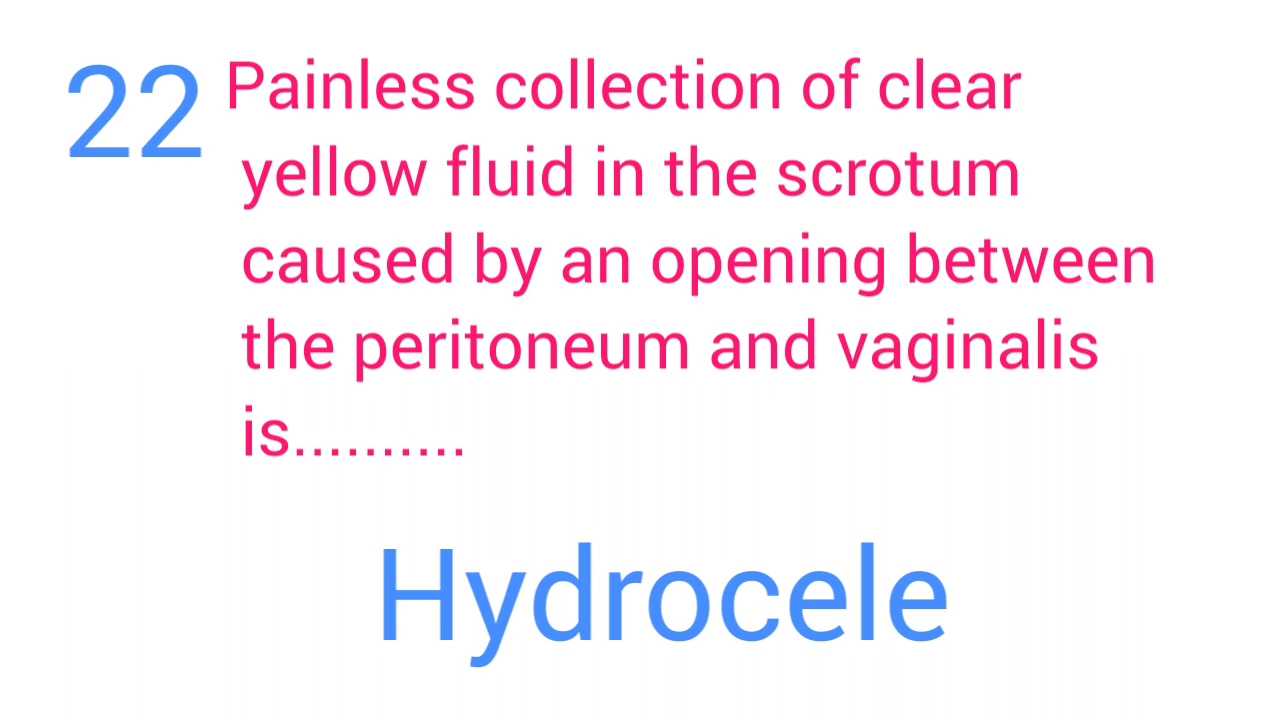 22 Painless collection of clear
yellow fluid in the scrotum
caused by an opening between
the peritoneum and vaginalis
is..........
Hydrocele